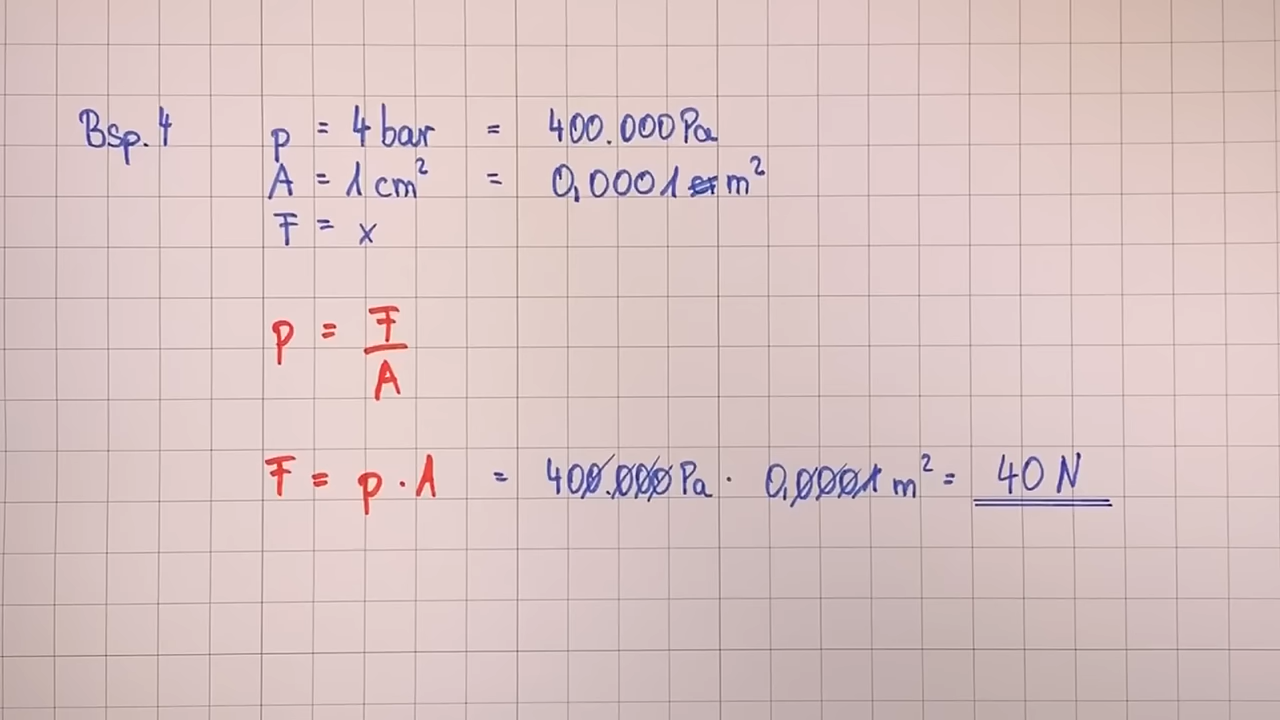 Bsp. 4 p = 4 bar = 400.000 Pa
A = 1 cm² = 0,0001 m²
F = x
p = F/A
F = p · A = 400.000 Pa · 0,0001 m² = 40 N